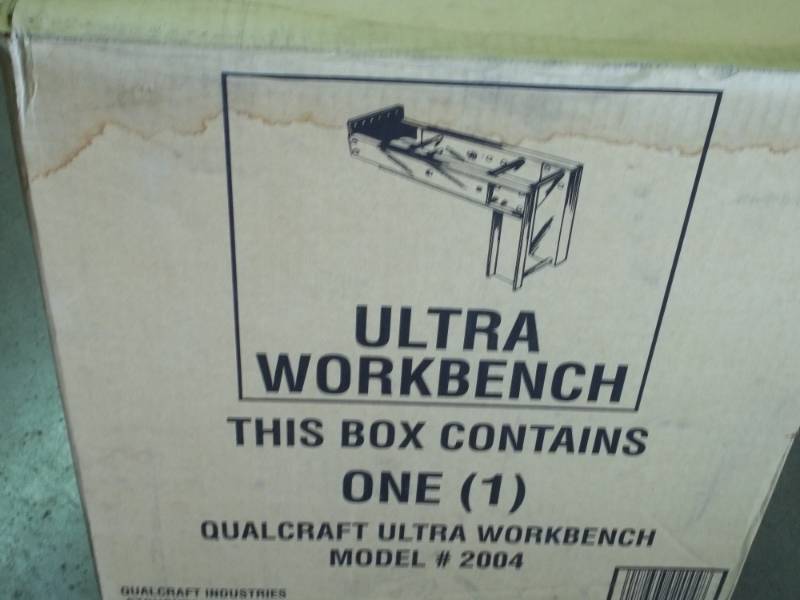 ULTRA
WORKBENCH
THIS BOX CONTAINS
ONE (1)
QUALCRAFT ULTRA WORKBENCH
MODEL # 2004
QUALCRAFT INDUSTRIES